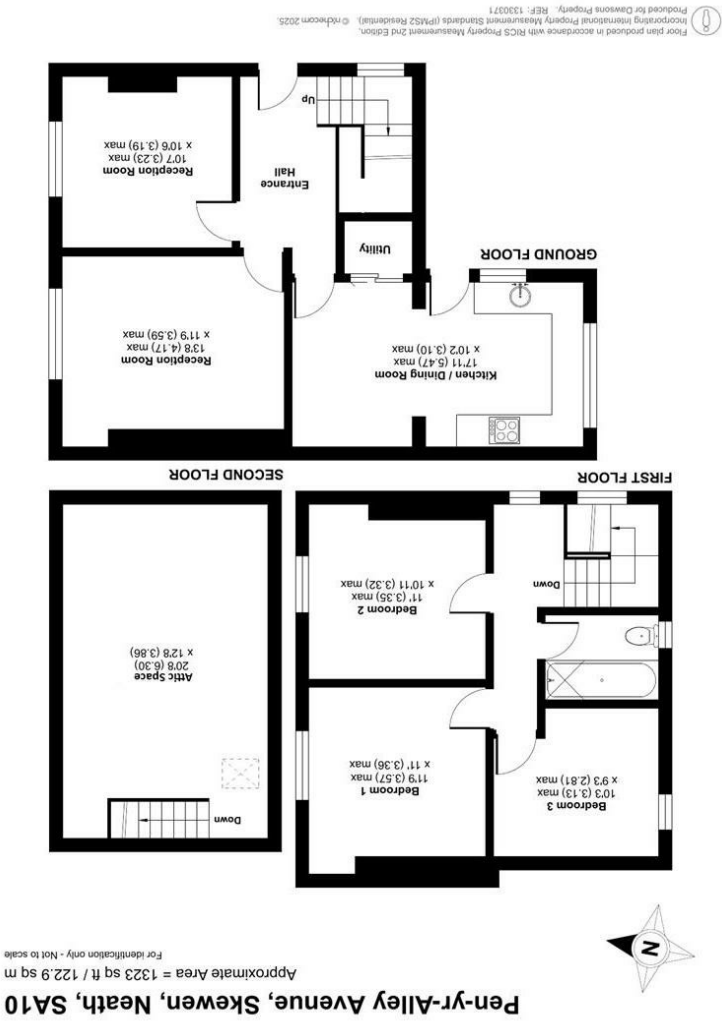 Pen-yr-Alley Avenue, Skewen, Neath, SA10
Approximate Area = 1323 sq ft / 122.9 sq m
For identification only - Not to scale
N
Bedroom 3
10'3 (3.13) max
x 9'3 (2.81) max
Bedroom 1
11'9 (3.57) max
x 11' (3.36) max
Down
Attic Space
20'8 (6.30)
x 12'8 (3.86)
Bedroom 2
11' (3.35) max
x 10'11 (3.32) max
Down
FIRST FLOOR
SECOND FLOOR
Kitchen / Dining Room
17'11 (5.47) max
x 10'2 (3.10) max
Reception Room
13'8 (4.17) max
x 11'9 (3.59) max
GROUND FLOOR
Utility
Entrance
Hall
Reception Room
10'7 (3.23) max
x 10'6 (3.19) max
Up
Floor plan produced in accordance with RICS Property Measurement 2nd Edition.
Incorporating International Property Measurement Standards (IPMS2 Residential). © ntchecom 2025.
Produced for Dawsons Property. REF: 1330371